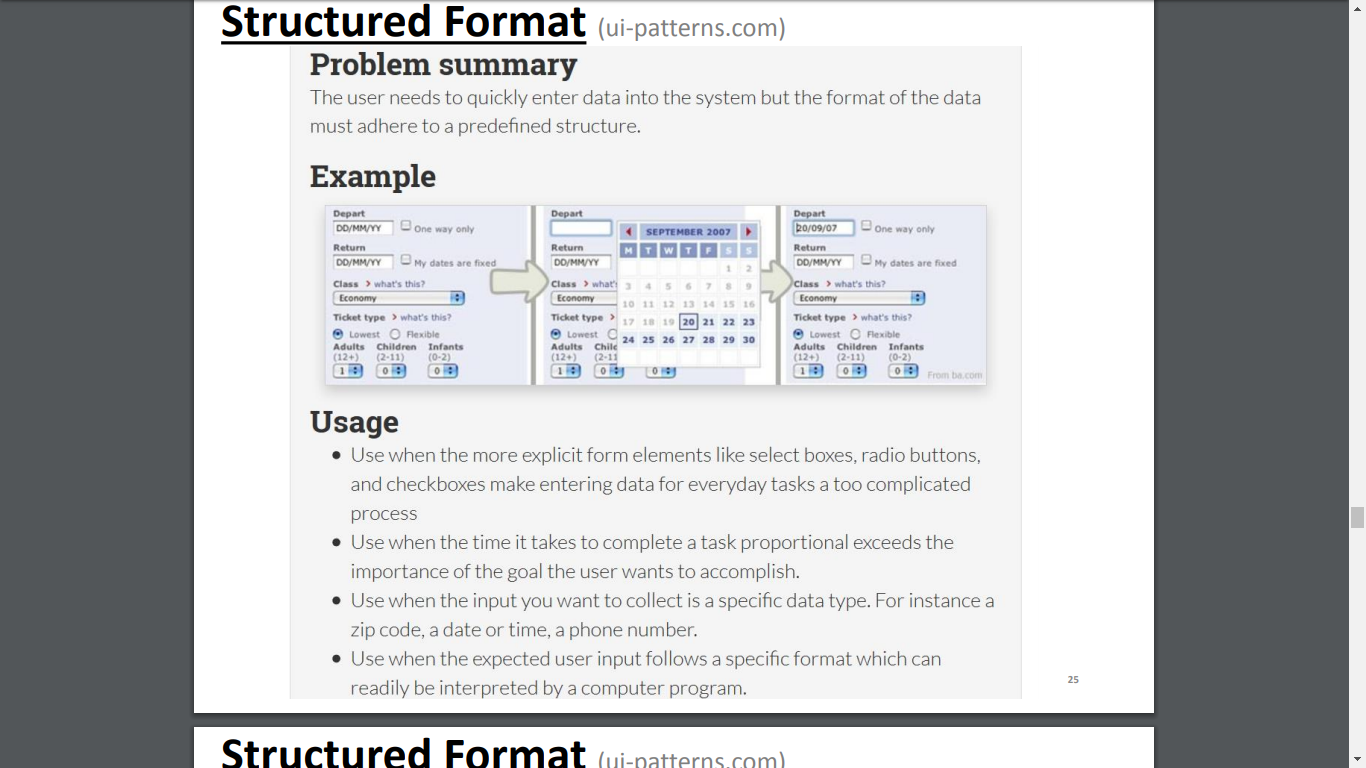 Structured Format (ui-patterns.com)
Problem summary
The user needs to quickly enter data into the system but the format of the data
must adhere to a predefined structure.
Example
Depart
DD/MM/YY One way only
Return
DD/MM/YY My dates are fixed
Class > what's this?
Economy
Ticket type > what's this?
Lowest Flexible
Adults Children Infants
(12+) (2-11) (0-2)
1 0 0
Depart
Return
DD/MM/YY
Class > what'
Economy
Ticket type >
Lowest
Adults Chil
(12+) (2-11
1 0 0
SEPTEMBER 2007
M T W T F S S
1 2
3 4 5 6 7 8 9
10 11 12 13 14 15 16
17 18 19 20 21 22 23
24 25 26 27 28 29 30
Depart
20/09/07 One way only
Return
DD/MM/YY My dates are fixed
Class > what's this?
Economy
Ticket type > what's this?
Lowest Flexible
Adults Children Infants
(12+) (2-11) (0-2)
1 0 0
From ba.com
Usage
• Use when the more explicit form elements like select boxes, radio buttons,
and checkboxes make entering data for everyday tasks a too complicated
process
• Use when the time it takes to complete a task proportional exceeds the
importance of the goal the user wants to accomplish.
• Use when the input you want to collect is a specific data type. For instance a
zip code, a date or time, a phone number.
• Use when the expected user input follows a specific format which can
readily be interpreted by a computer program.
25
Structured Format (ui-patterns.com)